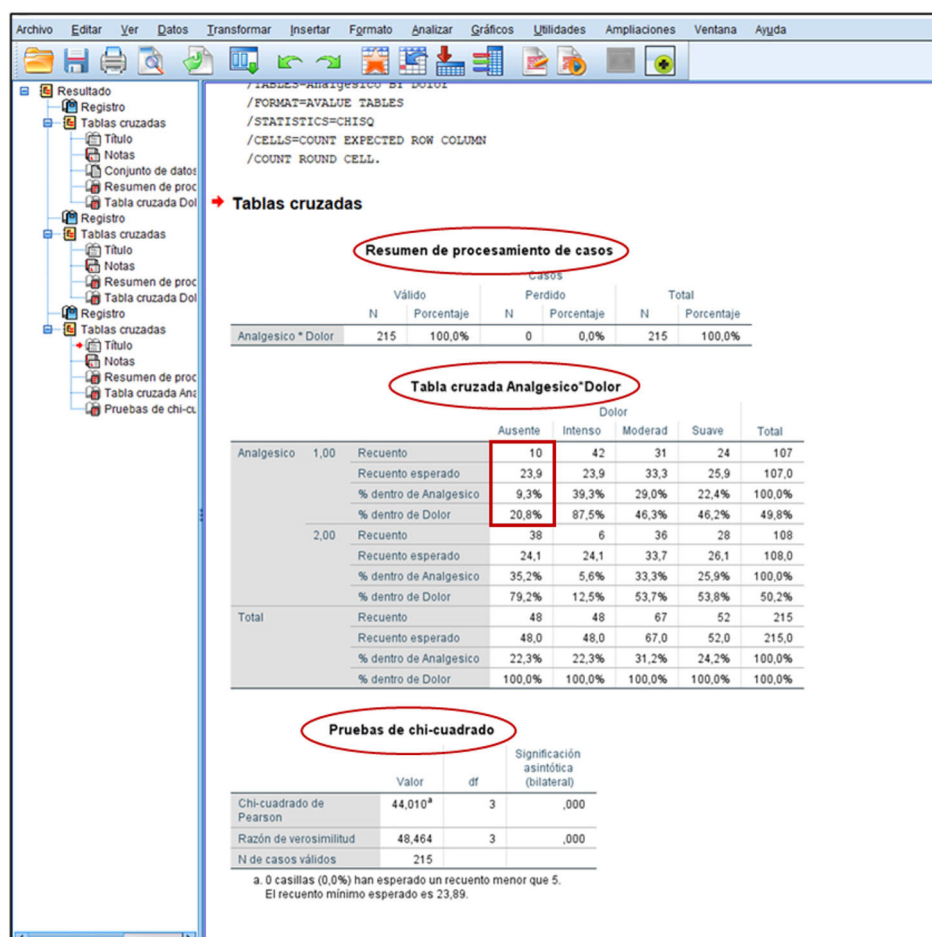 Archivo Editar Ver Datos Transformar Insertar Formato Analizar Gráficos Utilidades Ampliaciones Ventana Ayuda
Resultado
Registro
Tablas cruzadas
Título
Notas
Conjunto de datos
Resumen de proc
Tabla cruzada Dol
Registro
Tablas cruzadas
Título
Notas
Resumen de proc
Tabla cruzada Dol
Registro
Tablas cruzadas
Título
Notas
Resumen de proc
Tabla cruzada Ana
Pruebas de chi-cu
/TABLES=Analgesico BY Dolor
/FORMAT=AVALUE TABLES
/STATISTICS=CHISQ
/CELLS=COUNT EXPECTED ROW COLUMN
/COUNT ROUND CELL.
Tablas cruzadas
Resumen de procesamiento de casos
Casos
Válido Perdido Total
N Porcentaje N Porcentaje N Porcentaje
Analgesico * Dolor 215 100,0% 0 0,0% 215 100,0%
Tabla cruzada Analgesico*Dolor
Dolor
Ausente Intenso Moderad Suave Total
Analgesico 1,00 Recuento 10 42 31 24 107
Recuento esperado 23,9 23,9 33,3 25,9 107,0
% dentro de Analgesico 9,3% 39,3% 29,0% 22,4% 100,0%
% dentro de Dolor 20,8% 87,5% 46,3% 46,2% 49,8%
2,00 Recuento 38 6 36 28 108
Recuento esperado 24,1 24,1 33,7 26,1 108,0
% dentro de Analgesico 35,2% 5,6% 33,3% 25,9% 100,0%
% dentro de Dolor 79,2% 12,5% 53,7% 53,8% 50,2%
Total Recuento 48 48 67 52 215
Recuento esperado 48,0 48,0 67,0 52,0 215,0
% dentro de Analgesico 22,3% 22,3% 31,2% 24,2% 100,0%
% dentro de Dolor 100,0% 100,0% 100,0% 100,0% 100,0%
Pruebas de chi-cuadrado
Significación
asintótica
Valor df (bilateral)
Chi-cuadrado de
Pearson 44,010ª 3 ,000
Razón de verosimilitud 48,464 3 ,000
N de casos válidos 215
a. 0 casillas (0,0%) han esperado un recuento menor que 5.
El recuento mínimo esperado es 23,89.